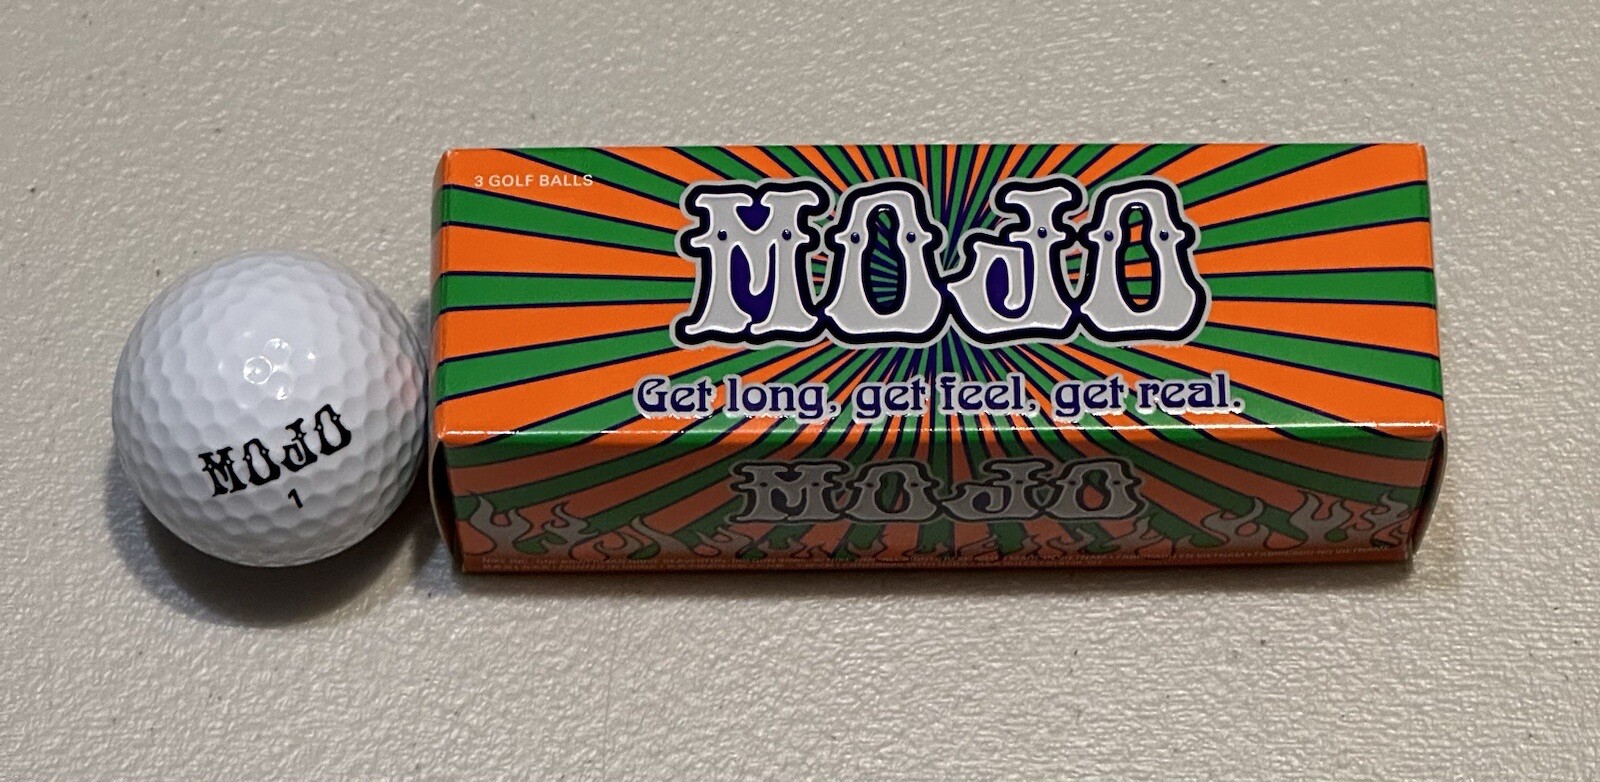 3 GOLF BALLS
MOJO
Get long, get feel, get real.
MOJO
MOJO
1